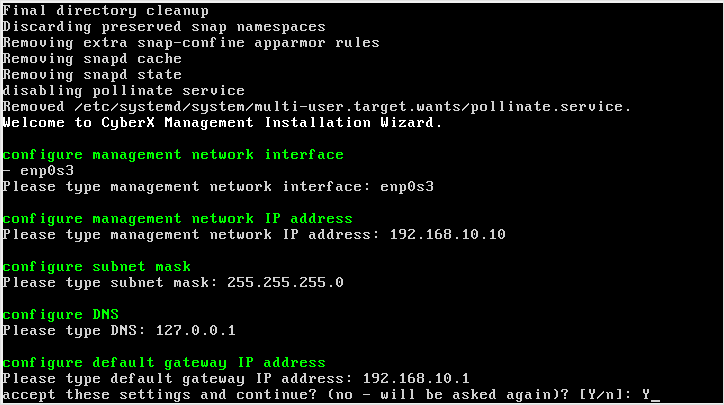 Final directory cleanup
Discarding preserved snap namespaces
Removing extra snap-confine apparmor rules
Removing snapd cache
Removing snapd state
disabling pollinate service
Removed /etc/systemd/system/multi-user.target.wants/pollinate.service.
Welcome to CyberX Management Installation Wizard.
configure management network interface
- enp0s3
Please type management network interface: enp0s3
configure management network IP address
Please type management network IP address: 192.168.10.10
configure subnet mask
Please type subnet mask: 255.255.255.0
configure DNS
Please type DNS: 127.0.0.1
configure default gateway IP address
Please type default gateway IP address: 192.168.10.1
accept these settings and continue? (no - will be asked again)? [Y/n]: Y_